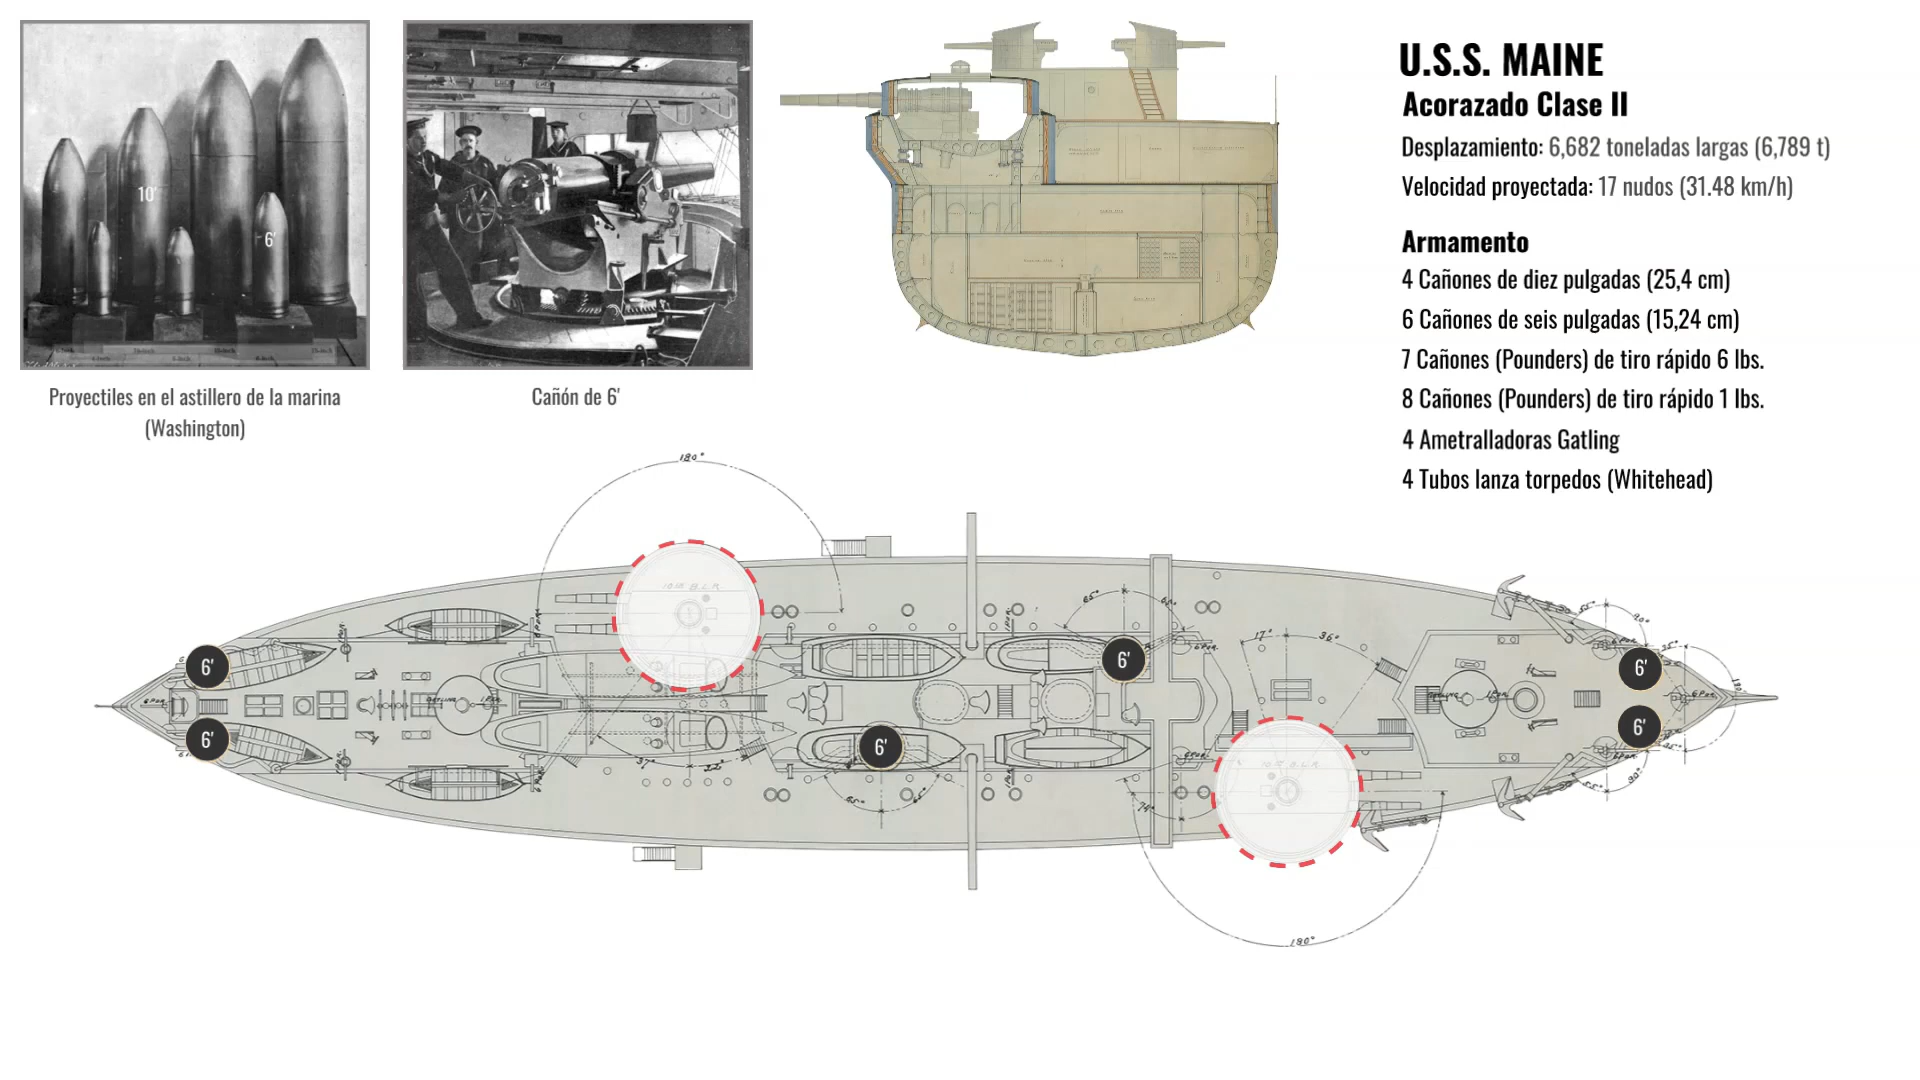 10'
6'
Proyectiles en el astillero de la marina
(Washington)
Cañón de 6'
U.S.S. MAINE
Acorazado Clase II
Desplazamiento: 6,682 toneladas largas (6,789 t)
Velocidad proyectada: 17 nudos (31.48 km/h)
Armamento
4 Cañones de diez pulgadas (25,4 cm)
6 Cañones de seis pulgadas (15,24 cm)
7 Cañones (Pounders) de tiro rápido 6 lbs.
8 Cañones (Pounders) de tiro rápido 1 lbs.
4 Ametralladoras Gatling
4 Tubos lanza torpedos (Whitehead)
180°
65°
17°
36°
6'
6'
6'
6'
6'
6'
180°